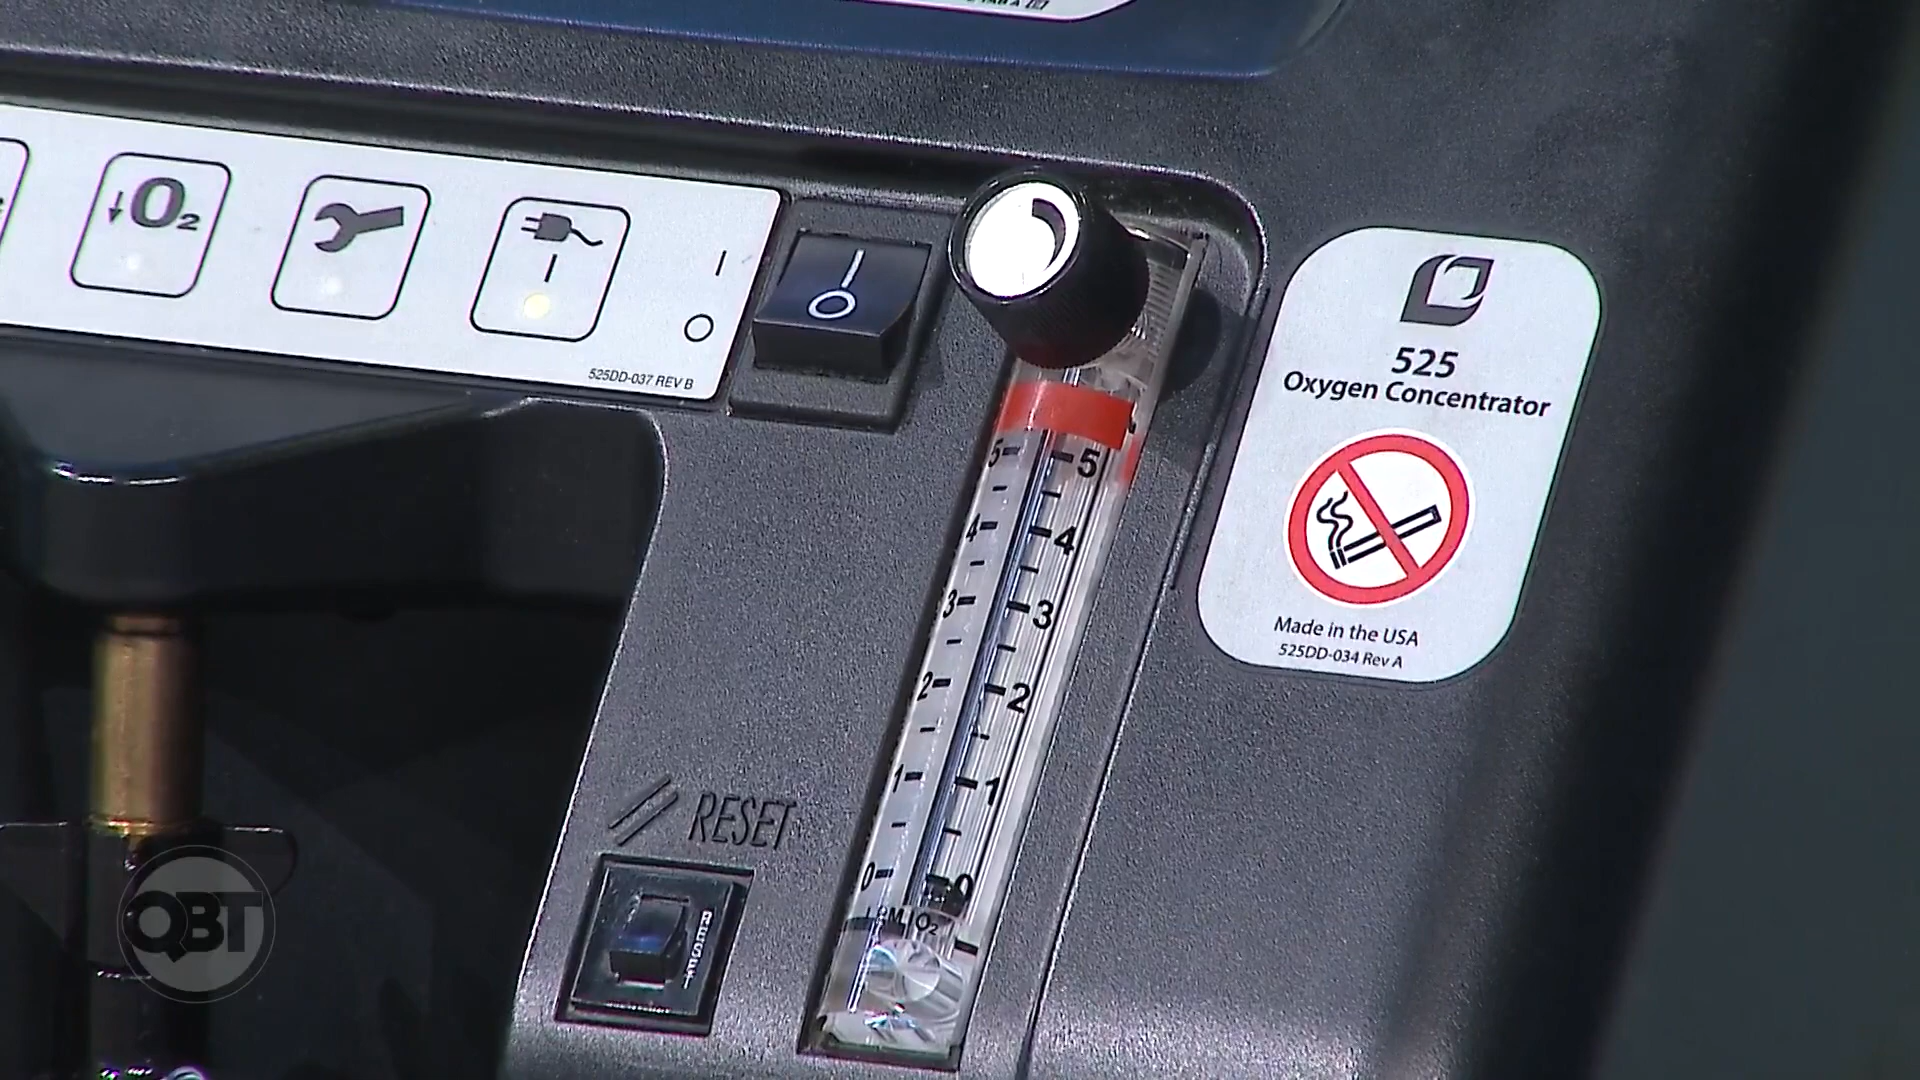 ↓O₂
I
O
525DD-037 REV B
525
Oxygen Concentrator
Made in the USA
525DD-034 Rev A
5 5
4 4
3 3
2 2
1 1
0 0
LPM O₂
RESET
RESET
QBT